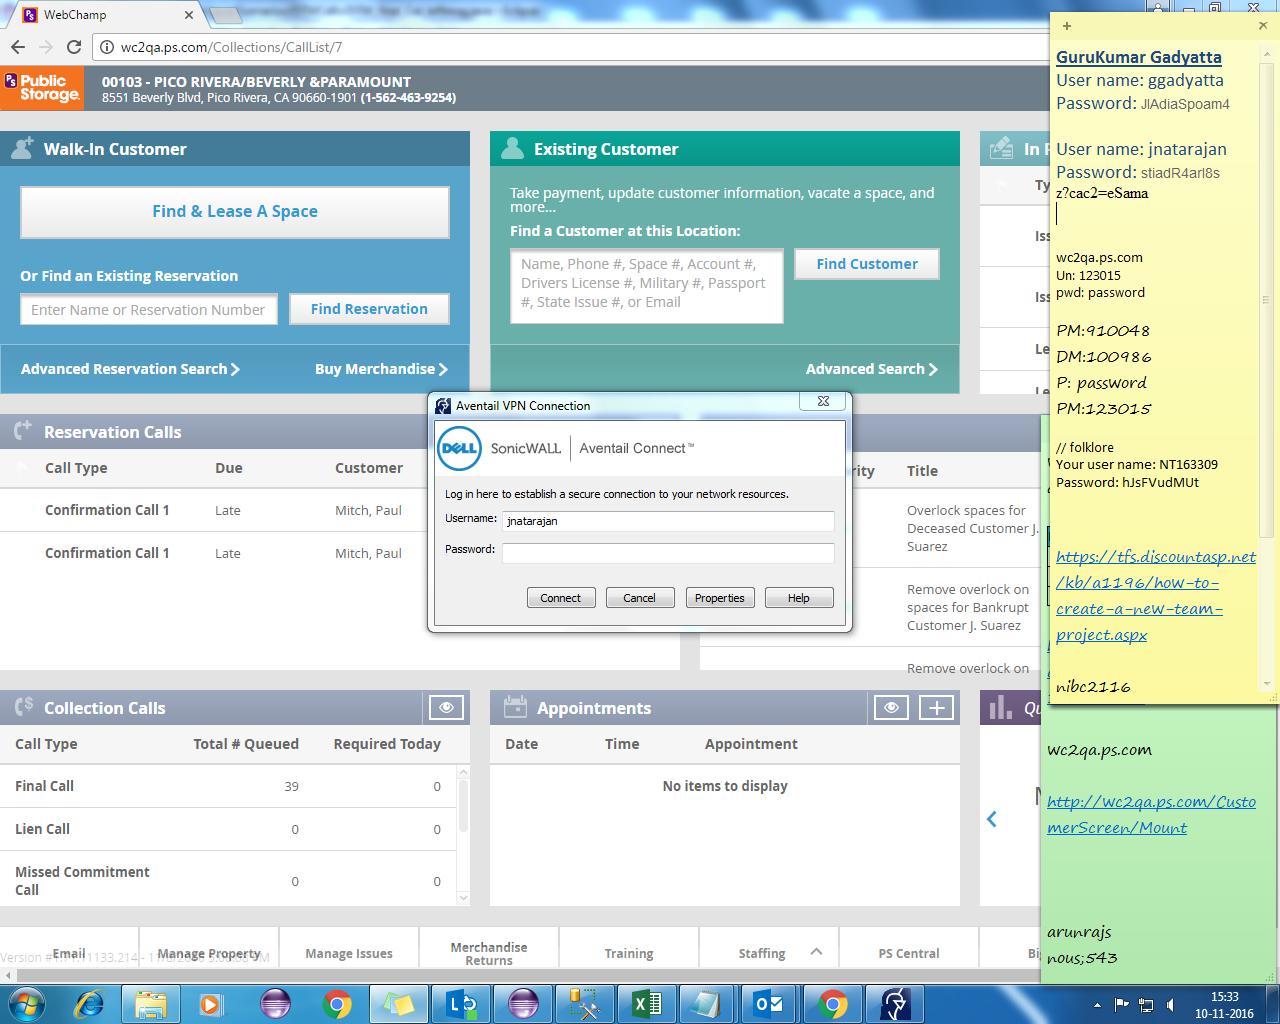 WebChamp
wc2qa.ps.com/Collections/CallList/7
Public Storage.
00103 - PICO RIVERA/BEVERLY &PARAMOUNT
8551 Beverly Blvd, Pico Rivera, CA 90660-1901 (1-562-463-9254)
Walk-In Customer
Find & Lease A Space
Or Find an Existing Reservation
Enter Name or Reservation Number
Find Reservation
Advanced Reservation Search
Buy Merchandise
Existing Customer
Take payment, update customer information, vacate a space, and
more...
Find a Customer at this Location:
Name, Phone #, Space #, Account #,
Drivers License #, Military #, Passport
#, State Issue #, or Email
Find Customer
Advanced Search
In
Ty
Iss
Iss
Le
Le
Reservation Calls
Call Type Due Customer
Confirmation Call 1 Late Mitch, Paul
Confirmation Call 1 Late Mitch, Paul
rity Title
Overlock spaces for
Deceased Customer J.
Suarez
Remove overlock on
spaces for Bankrupt
Customer J. Suarez
Remove overlock on
Aventail VPN Connection
DELL SonicWALL Aventail Connect™
Log in here to establish a secure connection to your network resources.
Username: jnatarajan
Password:
Connect Cancel Properties Help
Collection Calls
Call Type Total # Queued Required Today
Final Call 39 0
Lien Call 0 0
Missed Commitment
Call 0 0
Appointments
Date Time Appointment
No items to display
Qu
Email
Manage Property
Manage Issues
Merchandise
Returns
Training
Staffing
PS Central
Bi
GuruKumar Gadyatta
User name: ggadyatta
Password: JlAdiaSpoam4
User name: jnatarajan
Password: stiadR4arl8s
z?cac2=eSama
wc2qa.ps.com
Un: 123015
pwd: password
PM:910048
DM:100986
P: password
PM:123015
// folklore
Your user name: NT163309
Password: hJsFVudMUt
https://tfs.discountasp.net
/kb/a1196/how-to-
create-a-new-team-
project.aspx
nibc2116
wc2qa.ps.com
http://wc2qa.ps.com/Custo
merScreen/Mount
arunrajs
nous;543
15:33
10-11-2016